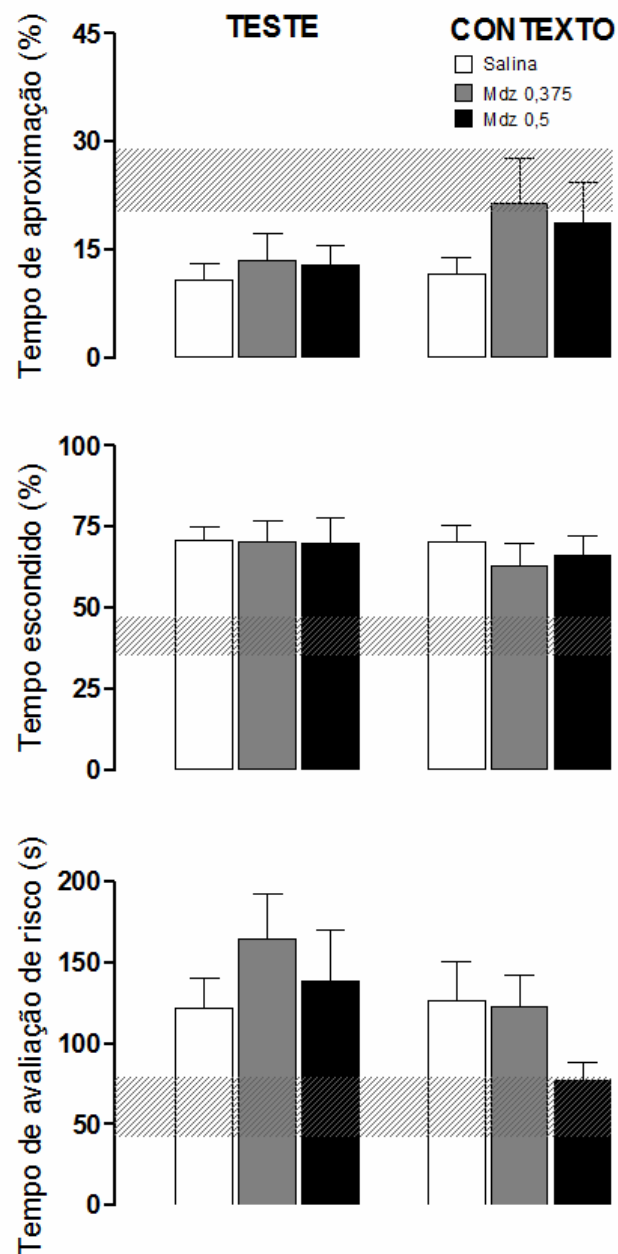 TESTE
CONTEXTO
Salina
Mdz 0,375
Mdz 0,5
Tempo de aproximação (%)
45
30
15
0
Tempo escondido (%)
100
75
50
25
0
Tempo de avaliação de risco (s)
200
150
100
50
0